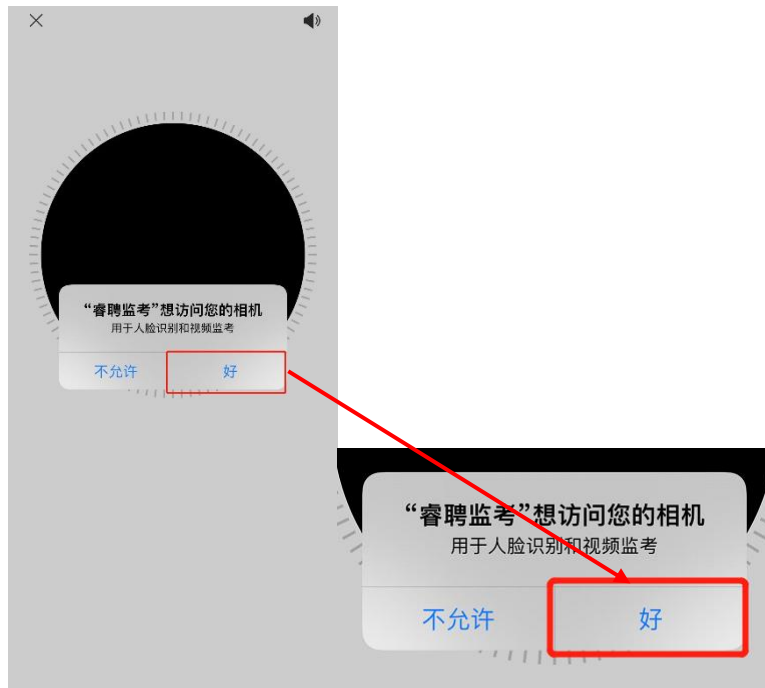 “睿聘监考”想访问您的相机
用于人脸识别和视频监考
不允许
好
“睿聘监考”想访问您的相机
用于人脸识别和视频监考
不允许
好